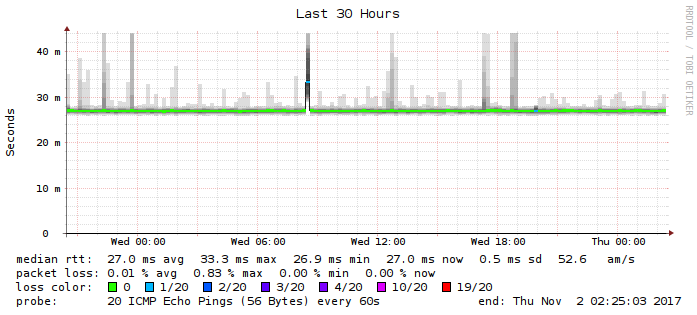 Last 30 Hours
RRDTOOL / TOBI OETIKER
Seconds
40 m
30 m
20 m
10 m
0
Wed 00:00 Wed 06:00 Wed 12:00 Wed 18:00 Thu 00:00
median rtt: 27.0 ms avg 33.3 ms max 26.9 ms min 27.0 ms now 0.5 ms sd 52.6 am/s
packet loss: 0.01 % avg 0.83 % max 0.00 % min 0.00 % now
loss color: 0 1/20 2/20 3/20 4/20 10/20 19/20
probe: 20 ICMP Echo Pings (56 Bytes) every 60s end: Thu Nov 2 02:25:03 2017